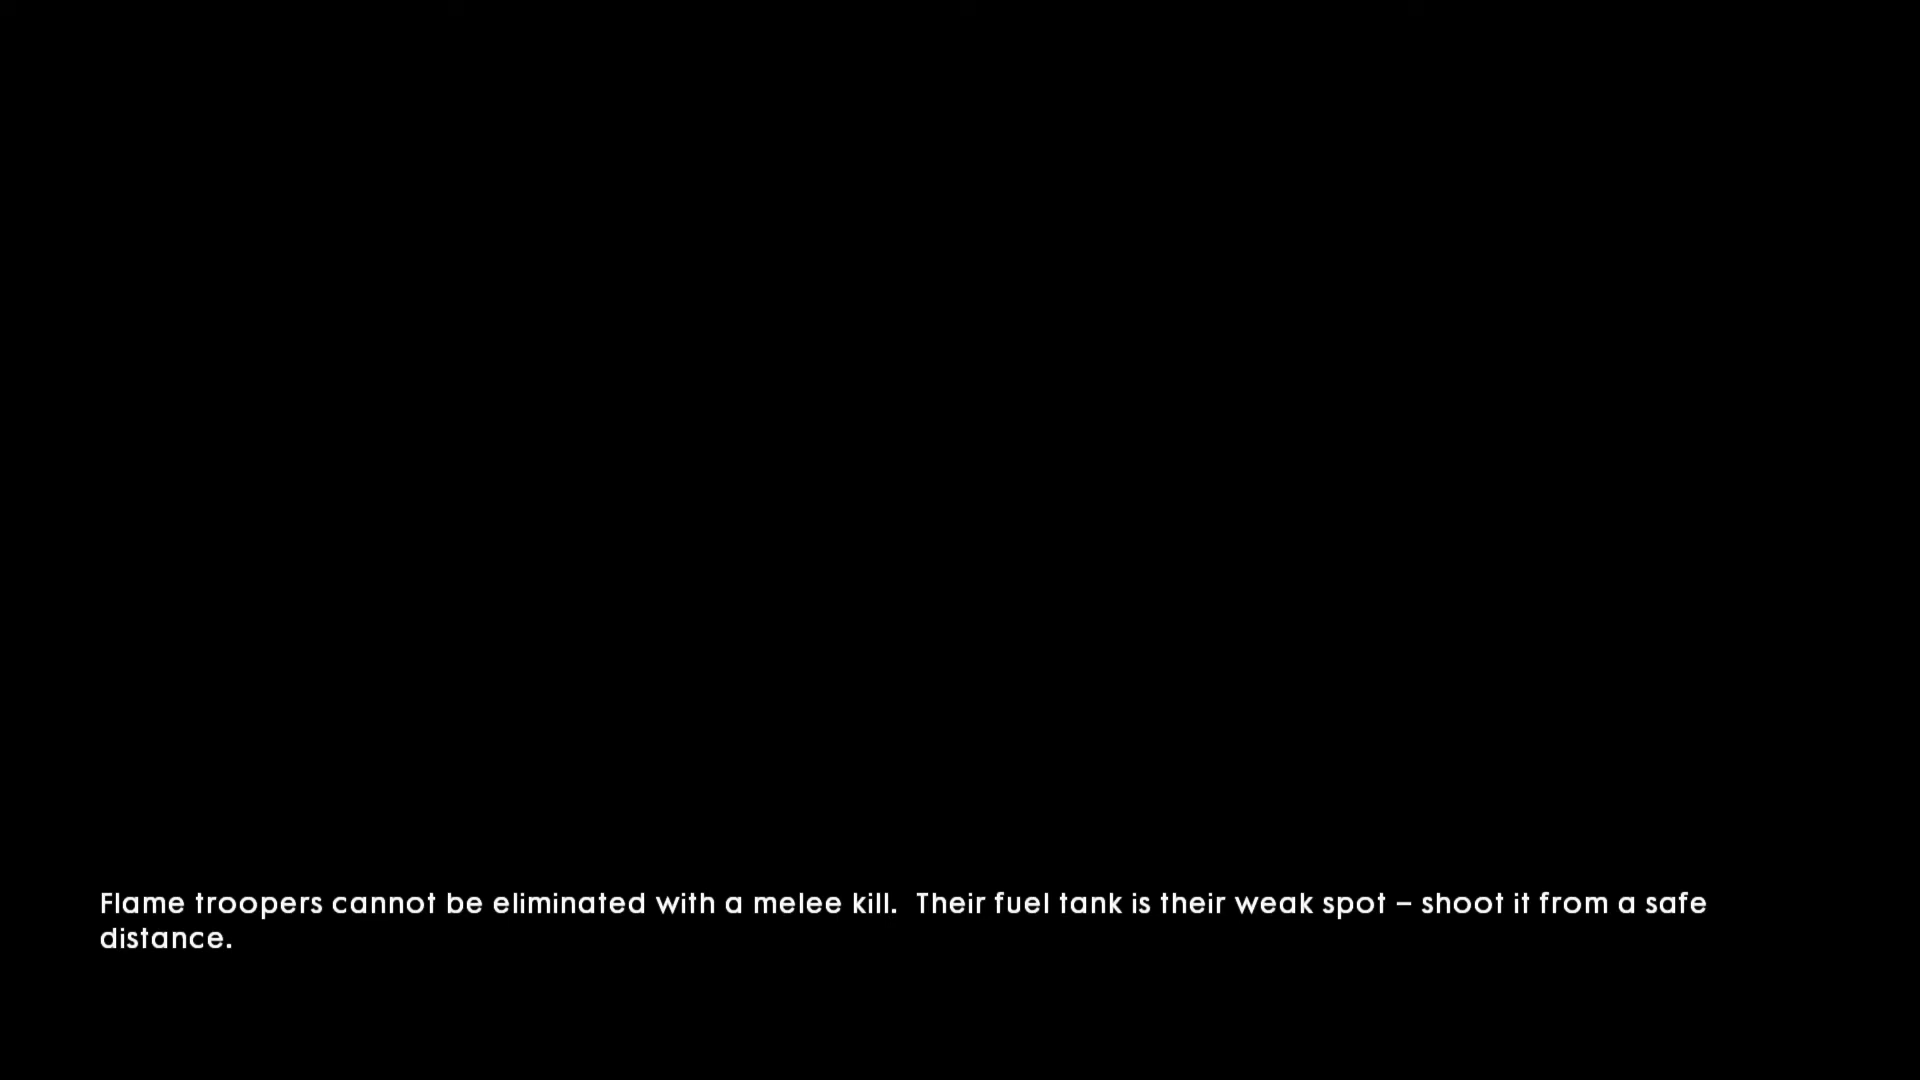 Flame troopers cannot be eliminated with a melee kill.  Their fuel tank is their weak spot – shoot it from a safe
distance.